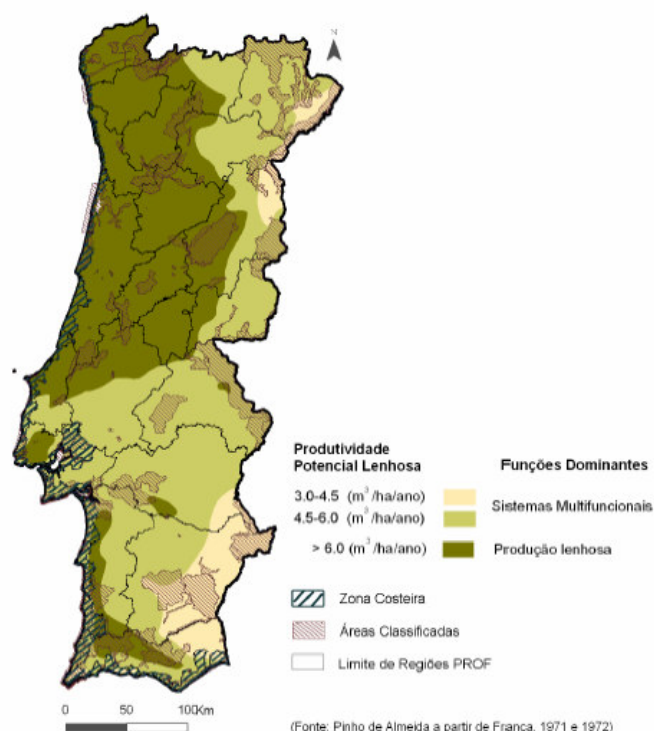 N
Produtividade
Potencial Lenhosa
Funções Dominantes
3.0-4.5 (m³/ha/ano)
Sistemas Multifuncionais
4.5-6.0 (m³/ha/ano)
> 6.0 (m³/ha/ano)
Produção lenhosa
Zona Costeira
Áreas Classificadas
Limite de Regiões PROF
0 50 100Km
(Fonte: Pinho de Almeida a partir de França, 1971 e 1972)